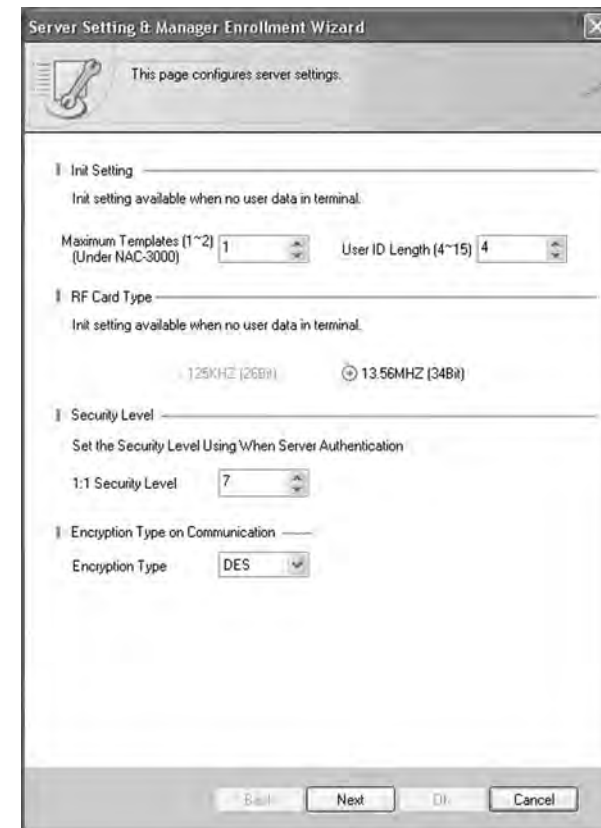 Server Setting & Manager Enrollment Wizard
This page configures server settings.
Init Setting
Init setting available when no user data in terminal.
Maximum Templates (1~2) 1 User ID Length (4~15) 4
(Under NAC-3000)
RF Card Type
Init setting available when no user data in terminal.
125KHZ (26Bit) 13.56MHZ (34Bit)
Security Level
Set the Security Level Using When Server Authentication
1:1 Security Level 7
Encryption Type on Communication
Encryption Type DES
Back Next Cancel